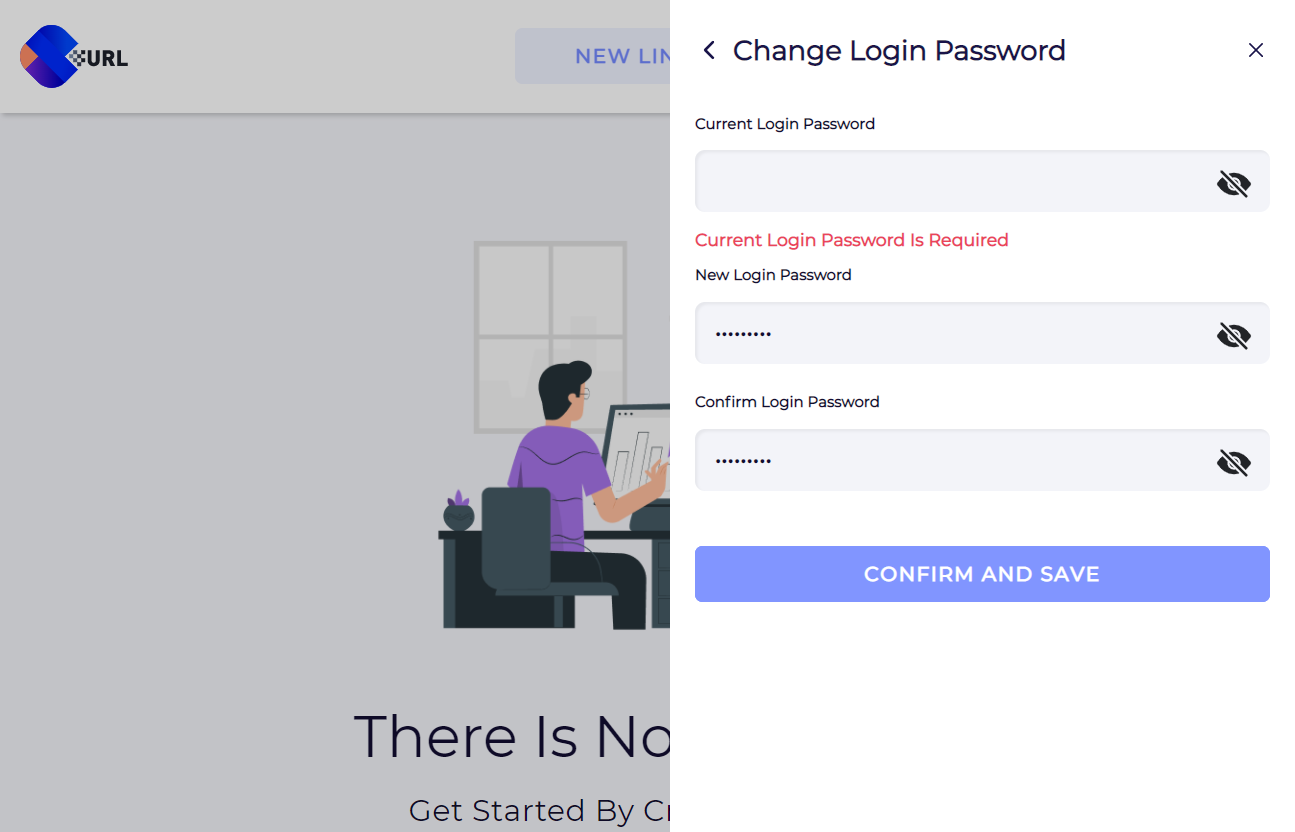 URL
NEW LIN
Change Login Password
Current Login Password
Current Login Password Is Required
New Login Password
•••••••••
Confirm Login Password
•••••••••
CONFIRM AND SAVE
There Is No
Get Started By Cr